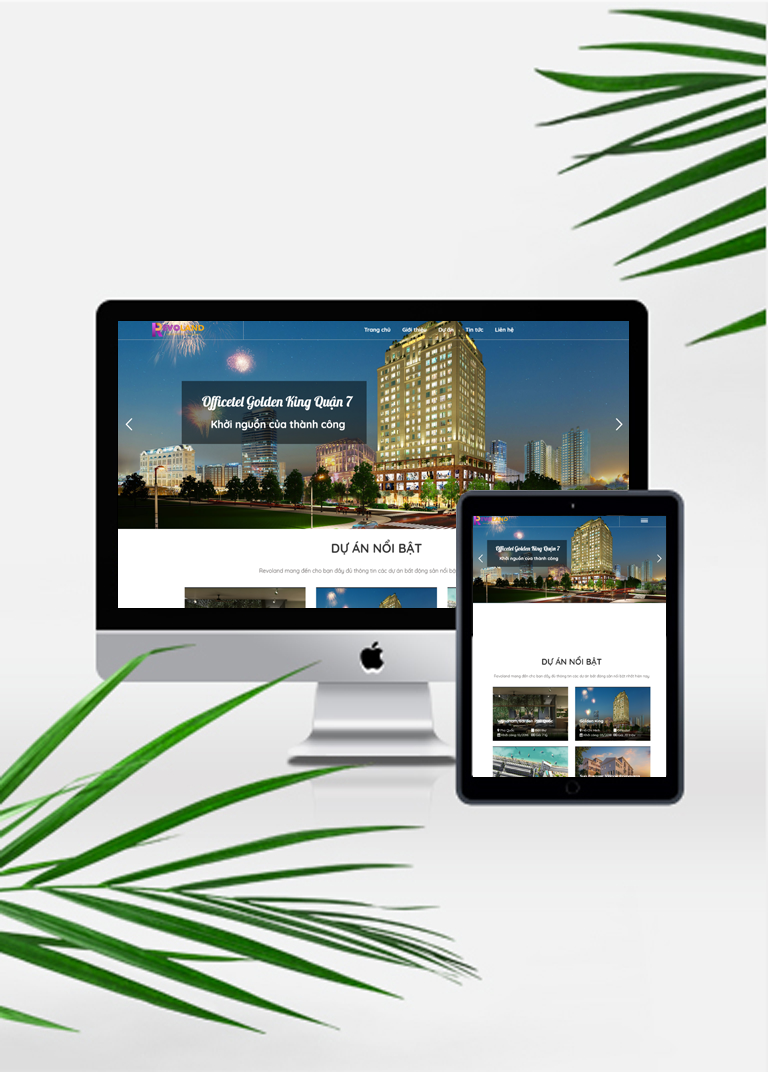 REVOLAND
Trang chủ Giới thiệu Dự án Tin tức Liên hệ
Officetel Golden King Quận 7
Khởi nguồn của thành công
DỰ ÁN NỔI BẬT
Revoland mang đến cho bạn đầy đủ thông tin các dự án bất động sản nổi bậ
Officetel Golden King Quận 7
Khởi nguồn của thành công
DỰ ÁN NỔI BẬT
Revoland mang đến cho bạn đầy đủ thông tin các dự án bất động sản nổi bật nhất hiện nay